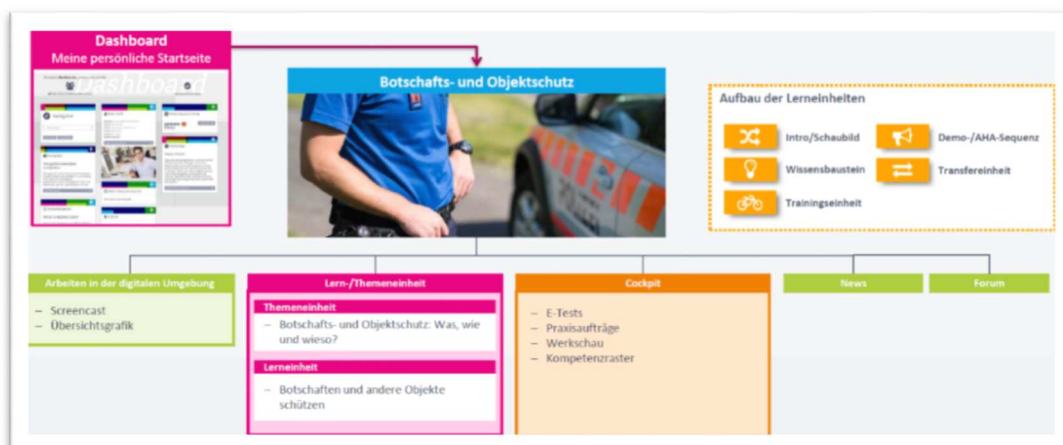 Dashboard
Meine persönliche Startseite
Dashboard
Botschafts- und Objektschutz
Aufbau der Lerneinheiten
Intro/Schaubild
Demo-/AHA-Sequenz
Wissensbaustein
Transfereinheit
Trainingseinheit
Arbeiten in der digitalen Umgebung
– Screencast
– Übersichtsgrafik
Lern-/Themeneinheit
Themeneinheit
– Botschafts- und Objektschutz: Was, wie
und wieso?
Lerneinheit
– Botschaften und andere Objekte
schützen
Cockpit
– E-Tests
– Praxisaufträge
– Werkschau
– Kompetenzraster
News
Forum